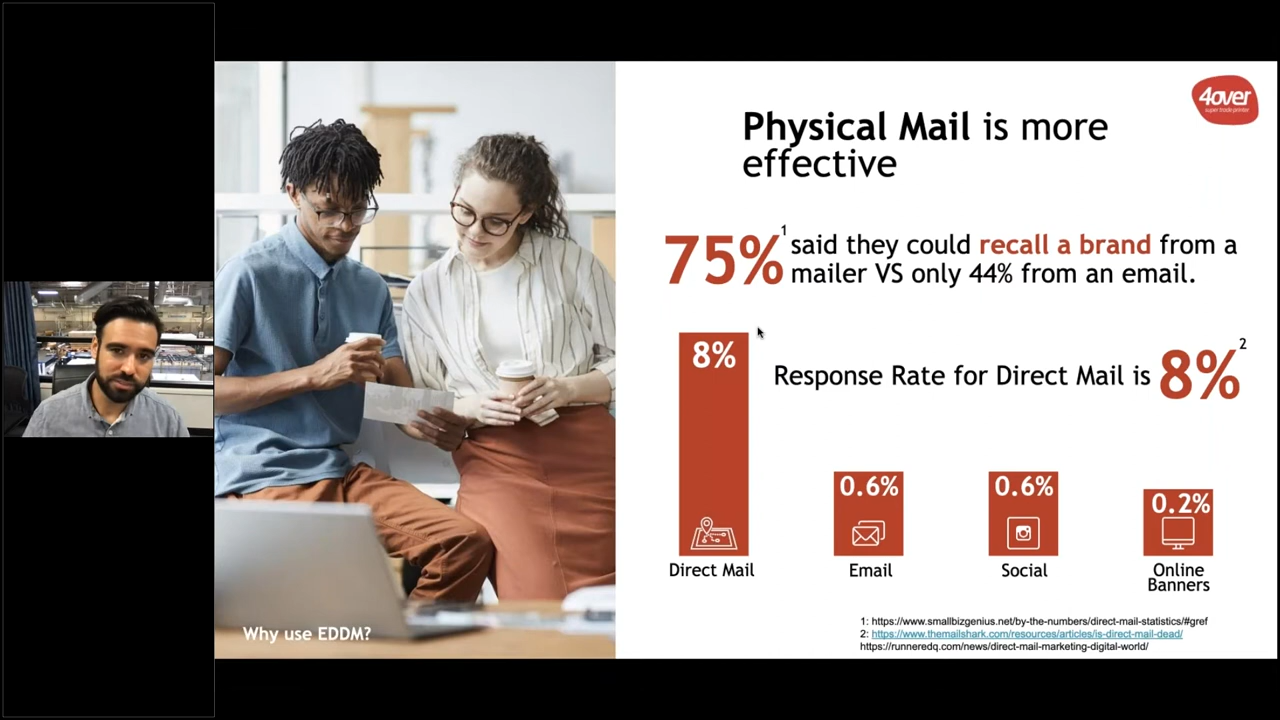 4over
super trade printer
Physical Mail is more
effective
75%¹ said they could recall a brand from a
mailer VS only 44% from an email.
8%
Response Rate for Direct Mail is 8%²
0.6%
0.6%
0.2%
Direct Mail
Email
Social
Online
Banners
Why use EDDM?
1: https://www.smallbizgenius.net/by-the-numbers/direct-mail-statistics/#gref
2: https://www.themailshark.com/resources/articles/is-direct-mail-dead/
https://runneredq.com/news/direct-mail-marketing-digital-world/